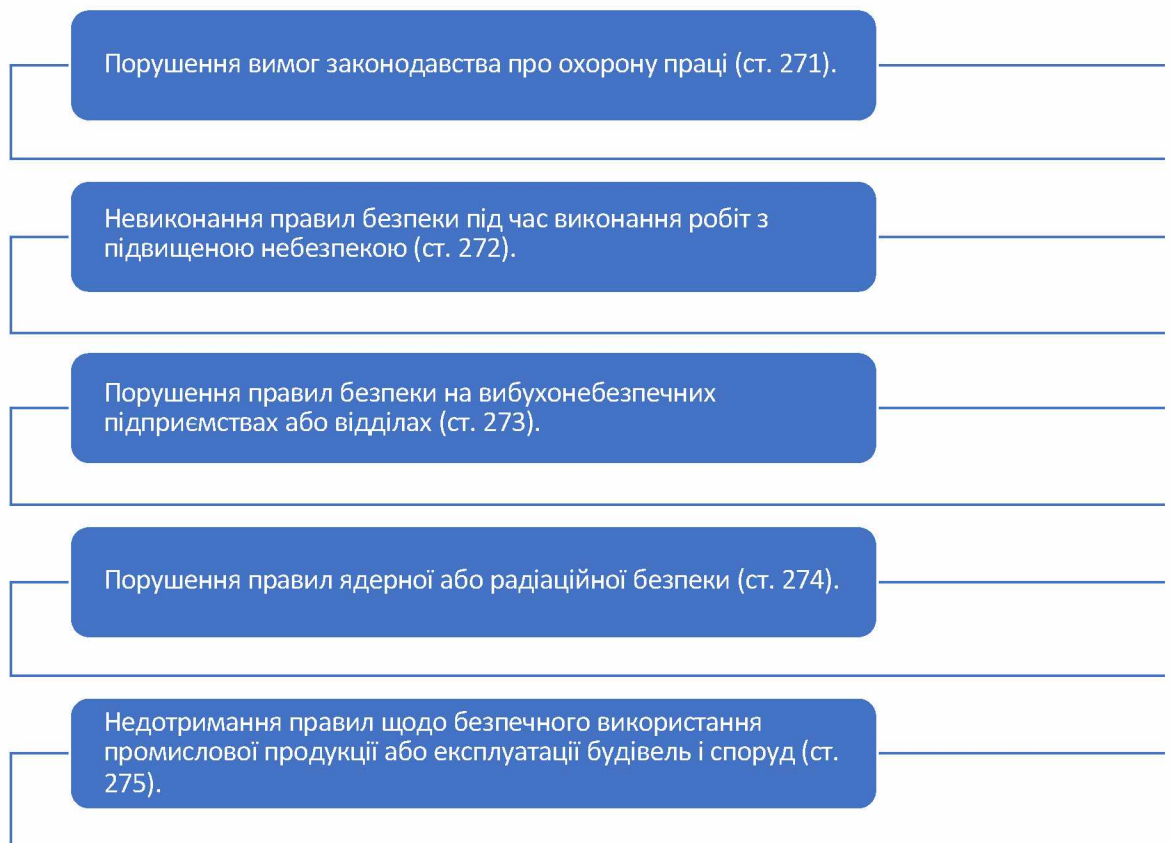 Порушення вимог законодавства про охорону праці (ст. 271).
Невиконання правил безпеки під час виконання робіт з
підвищеною небезпекою (ст. 272).
Порушення правил безпеки на вибухонебезпечних
підприємствах або відділах (ст. 273).
Порушення правил ядерної або радіаційної безпеки (ст. 274).
Недотримання правил щодо безпечного використання
промислової продукції або експлуатації будівель і споруд (ст.
275).